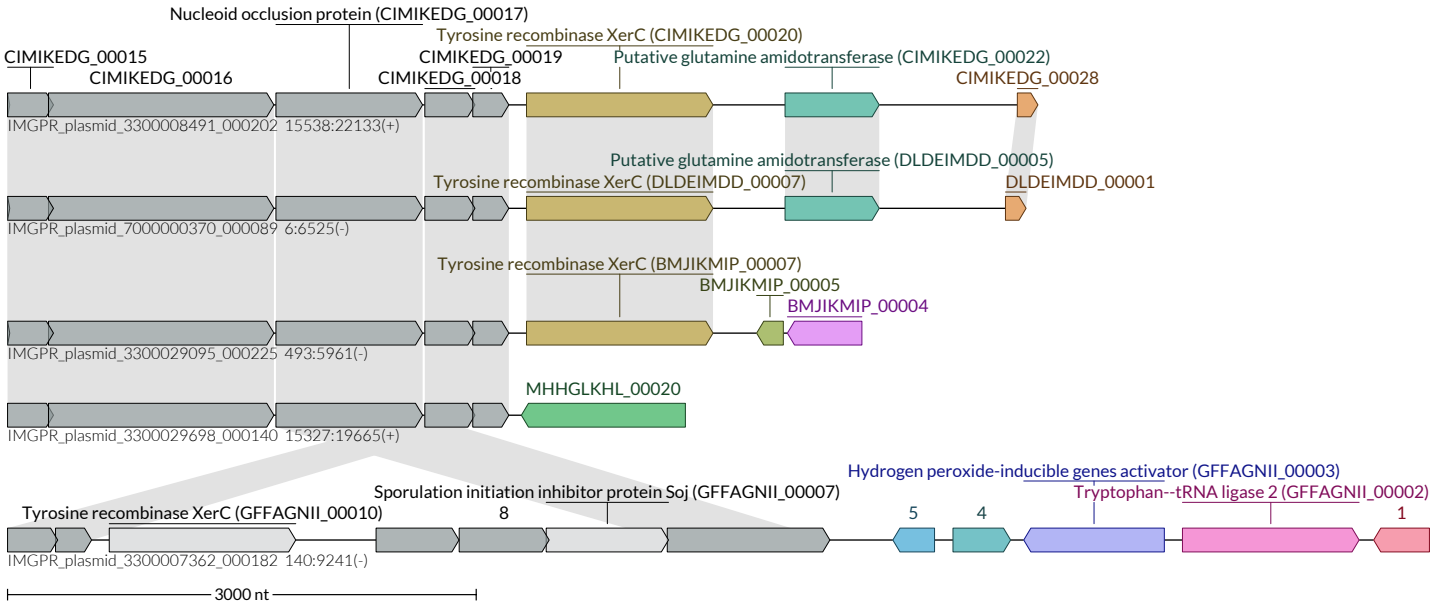 Nucleoid occlusion protein (CIMIKEDG_00017)
Tyrosine recombinase XerC (CIMIKEDG_00020)
CIMIKEDG_00015 CIMIKEDG_00019 Putative glutamine amidotransferase (CIMIKEDG_00022)
CIMIKEDG_00016 CIMIKEDG_00018 CIMIKEDG_00028
IMGPR_plasmid_3300008491_000202 15538:22133(+)
Putative glutamine amidotransferase (DLDEIMDD_00005)
Tyrosine recombinase XerC (DLDEIMDD_00007) DLDEIMDD_00001
IMGPR_plasmid_7000000370_000089 6:6525(-)
Tyrosine recombinase XerC (BMJIKMIP_00007)
BMJIKMIP_00005
BMJIKMIP_00004
IMGPR_plasmid_3300029095_000225 493:5961(-)
MHHGLKHL_00020
IMGPR_plasmid_3300029698_000140 15327:19665(+)
Hydrogen peroxide-inducible genes activator (GFFAGNII_00003)
Sporulation initiation inhibitor protein Soj (GFFAGNII_00007) Tryptophan--tRNA ligase 2 (GFFAGNII_00002)
Tyrosine recombinase XerC (GFFAGNII_00010) 8 5 4 1
IMGPR_plasmid_3300007362_000182 140:9241(-)
3000 nt